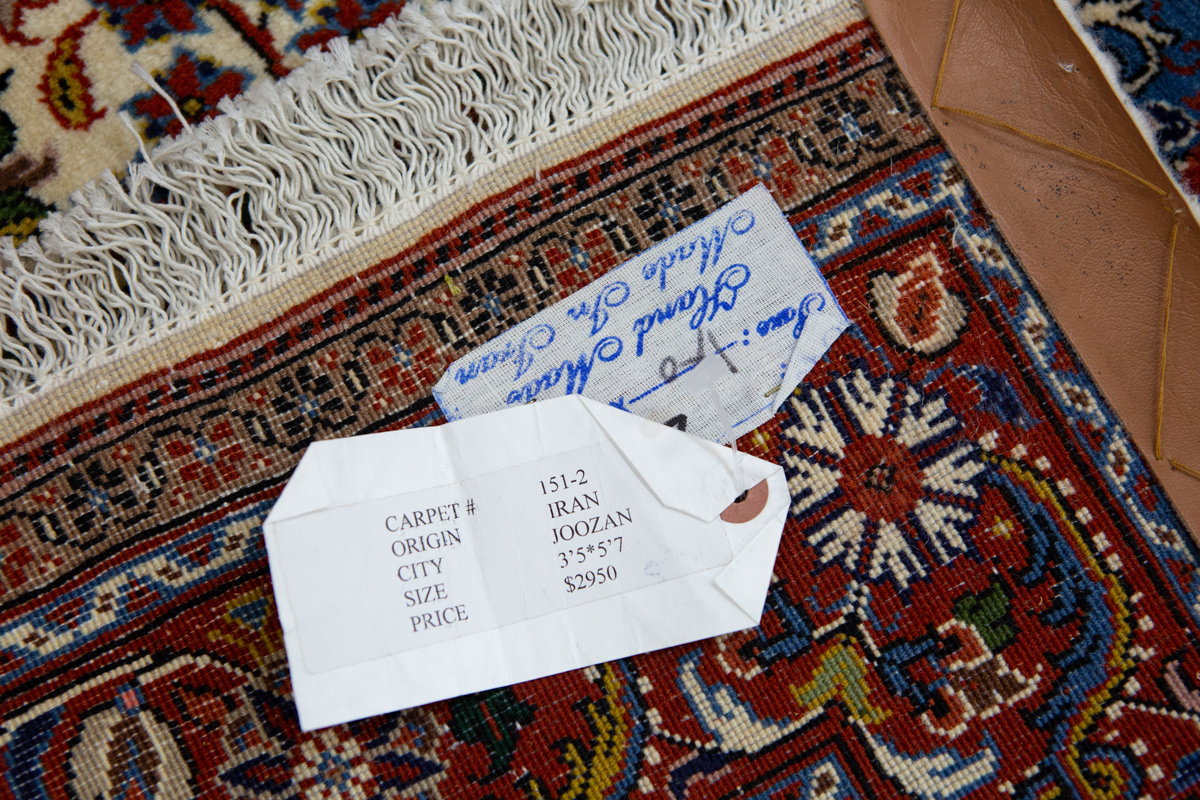 CARPET # 151-2
ORIGIN IRAN
CITY JOOZAN
SIZE 3'5*5'7
PRICE $2950
Hand Made
Made In Iran